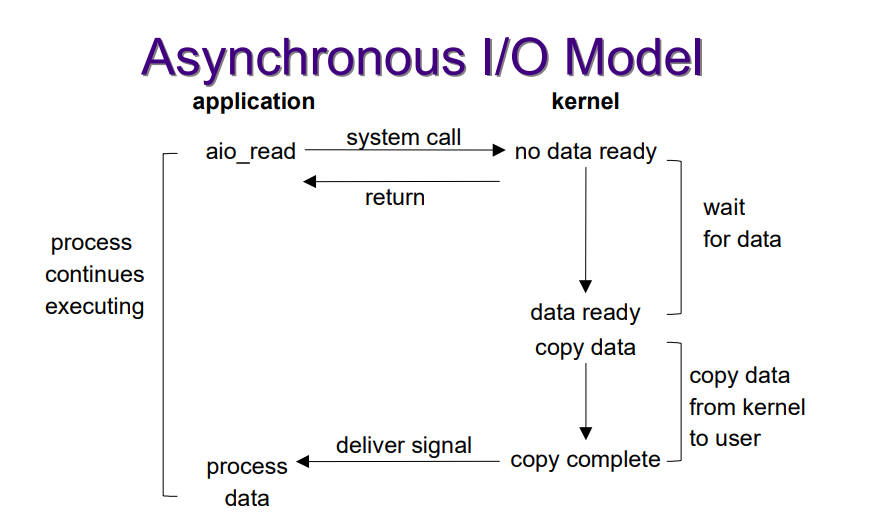 Asynchronous I/O Model
application
kernel
aio_read
system call
no data ready
return
process
continues
executing
wait
for data
data ready
copy data
copy data
from kernel
to user
deliver signal
copy complete
process
data